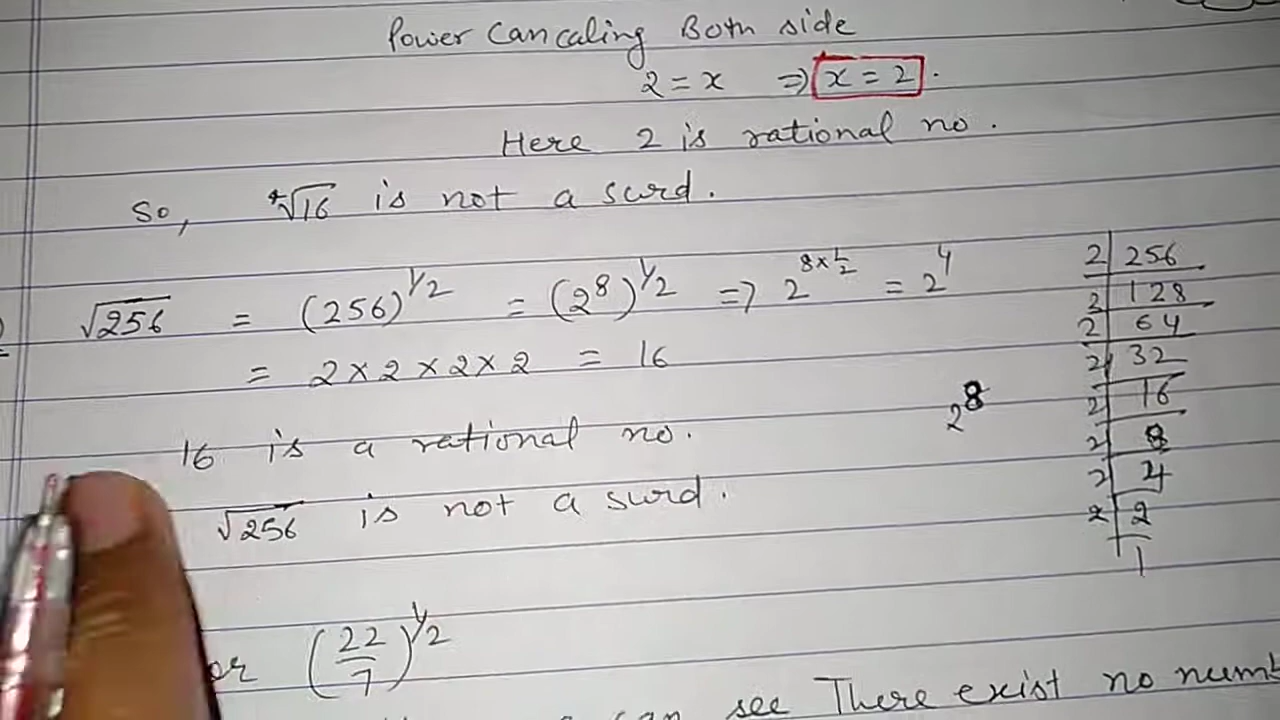 Power Cancaling Both side
2 = x ⇒ x = 2.
Here 2 is rational no.
So, ⁴√16 is not a surd.
√256 = (256)^1/2 = (2^8)^1/2 ⇒ 2^8×1/2 = 2^4
= 2×2×2×2 = 16
16 is a rational no.
√256 is not a surd.
or (22/7)^1/2
can see There exist no numb
2^8
2 | 256
2 | 128
2 | 64
2 | 32
2 | 16
2 | 8
2 | 4
2 | 2
1